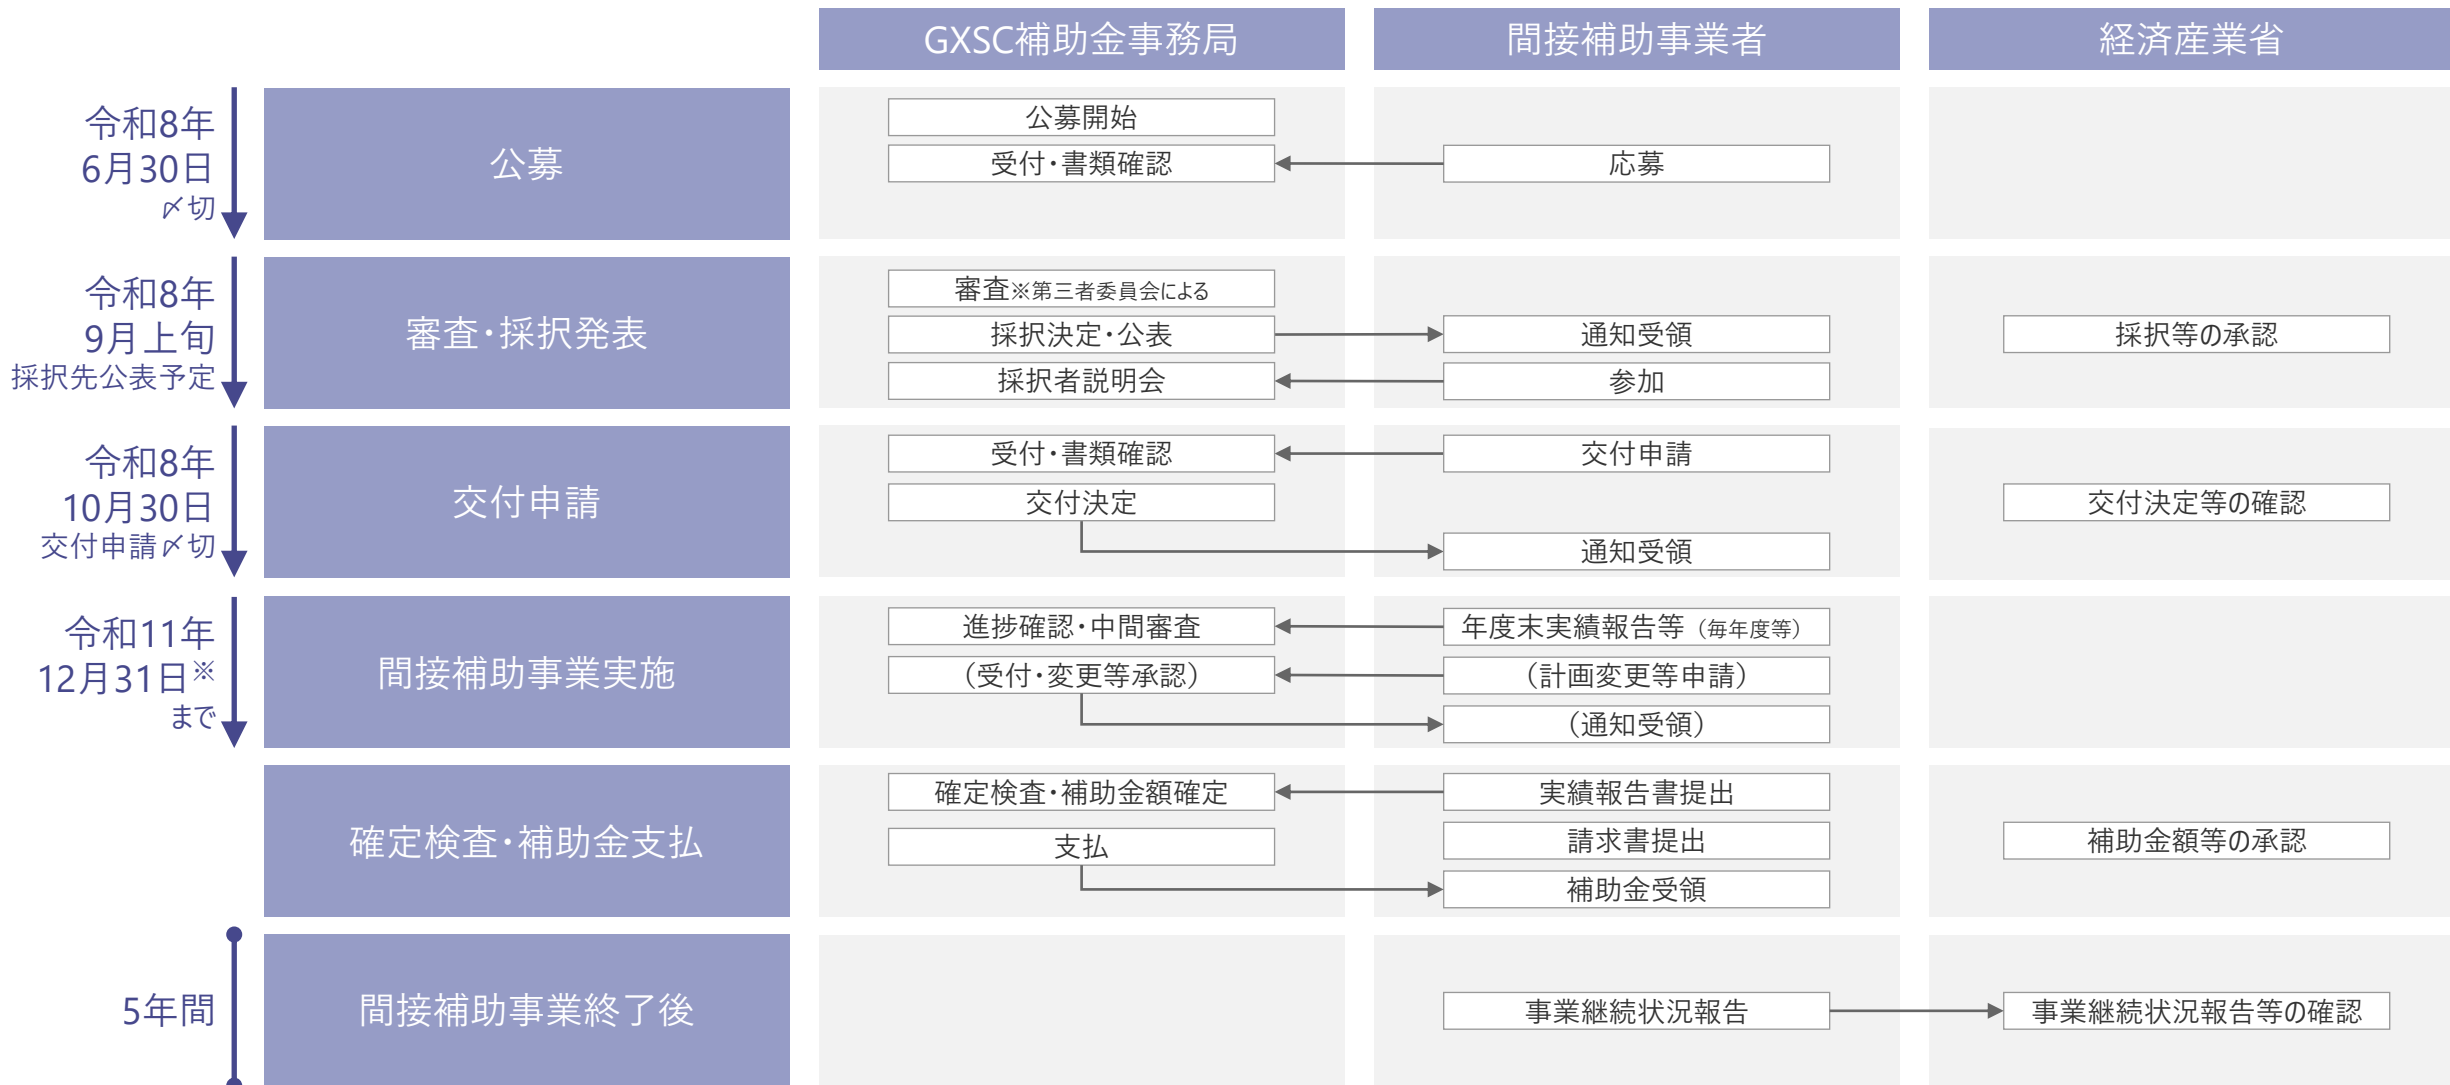 GXSC補助金事務局
間接補助事業者
経済産業省
令和8年
6月30日
〆切
公募
公募開始
受付・書類確認
応募
令和8年
9月上旬
採択先公表予定
審査・採択発表
審査※第三者委員会による
採択決定・公表
通知受領
採択等の承認
採択者説明会
参加
令和8年
10月30日
交付申請〆切
交付申請
受付・書類確認
交付申請
交付決定
交付決定等の確認
通知受領
令和11年
12月31日※
まで
間接補助事業実施
進捗確認・中間審査
年度末実績報告等（毎年度等）
（受付・変更等承認）
（計画変更等申請）
（通知受領）
確定検査・補助金支払
確定検査・補助金額確定
実績報告書提出
支払
請求書提出
補助金額等の承認
補助金受領
5年間
間接補助事業終了後
事業継続状況報告
事業継続状況報告等の確認